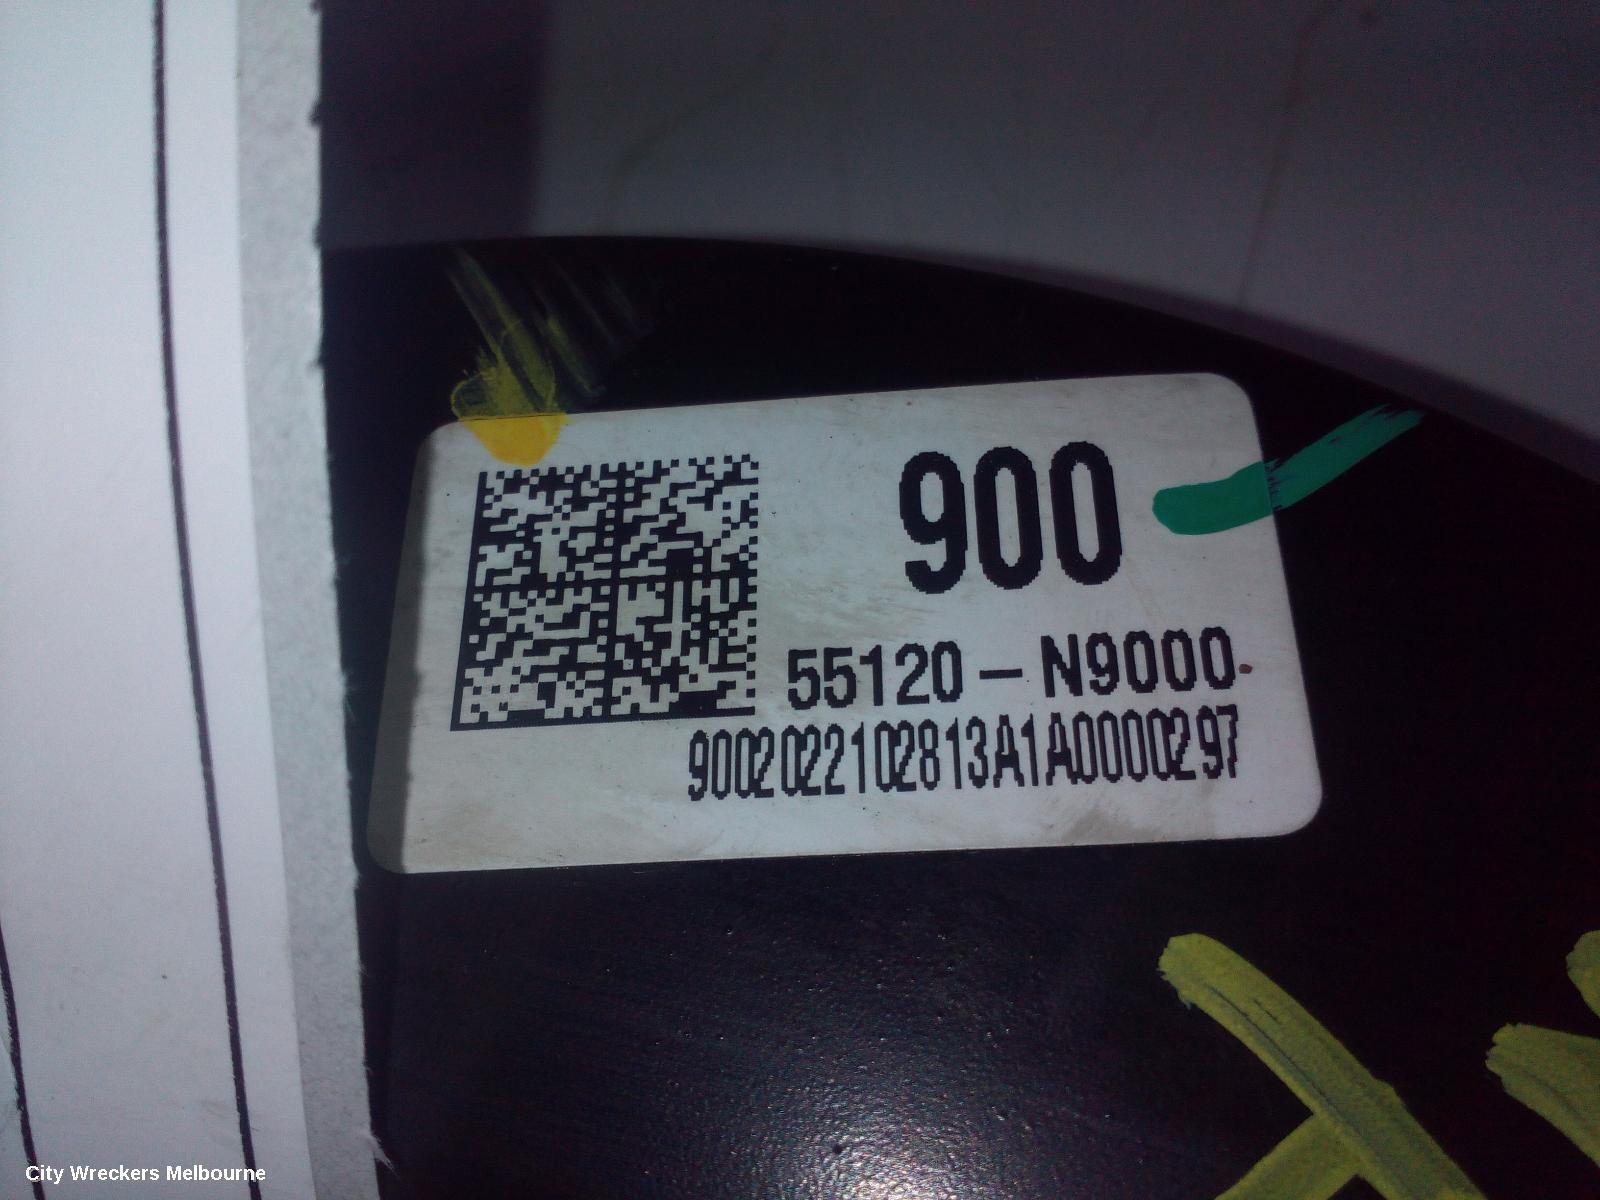 900
55120 - N9000
9002022102813A1A0000297
City Wreckers Melbourne